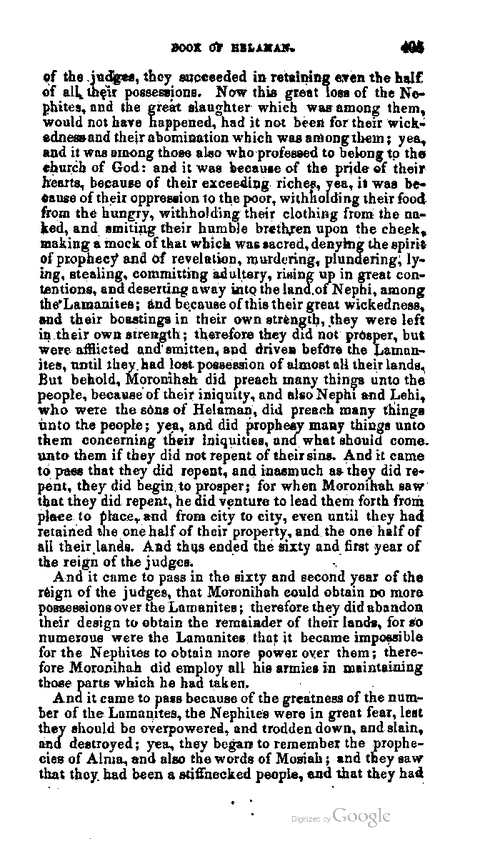 BOOK OF HELAMAN. 405
of the judges, they succeeded in retaining even the half
of all their possessions. Now this great loss of the Ne-
phites, and the great slaughter which was among them,
would not have happened, had it not been for their wick-
edness and their abomination which was among them; yea,
and it was among those also who professed to belong to the
church of God: and it was because of the pride of their
hearts, because of their exceeding riches, yea, it was be-
cause of their oppression to the poor, withholding their food
from the hungry, withholding their clothing from the na-
ked, and smiting their humble brethren upon the cheek,
making a mock of that which was sacred, denying the spirit
of prophecy and of revelation, murdering, plundering, ly-
ing, stealing, committing adultery, rising up in great con-
tentions, and deserting away into the land of Nephi, among
the Lamanites; and because of this their great wickedness,
and their boastings in their own strength, they were left
in their own strength; therefore they did not prosper, but
were afflicted and smitten, and driven before the Laman-
ites, until they had lost possession of almost all their lands.
But behold, Moronihah did preach many things unto the
people, because of their iniquity, and also Nephi and Lehi,
who were the sons of Helaman, did preach many things
unto the people; yea, and did prophesy many things unto
them concerning their iniquities, and what should come
unto them if they did not repent of their sins. And it came
to pass that they did repent, and inasmuch as they did re-
pent, they did begin to prosper; for when Moronihah saw
that they did repent, he did venture to lead them forth from
place to place, and from city to city, even until they had
retained the one half of their property, and the one half of
all their lands. And thus ended the sixty and first year of
the reign of the judges.
And it came to pass in the sixty and second year of the
reign of the judges, that Moronihah could obtain no more
possessions over the Lamanites; therefore they did abandon
their design to obtain the remainder of their lands, for so
numerous were the Lamanites that it became impossible
for the Nephites to obtain more power over them; there-
fore Moronihah did employ all his armies in maintaining
those parts which he had taken.
And it came to pass because of the greatness of the num-
ber of the Lamanites, the Nephites were in great fear, lest
they should be overpowered, and trodden down, and slain,
and destroyed; yea, they began to remember the prophe-
cies of Alma, and also the words of Mosiah; and they saw
that they had been a stiffnecked people, and that they had
Digitized by Google